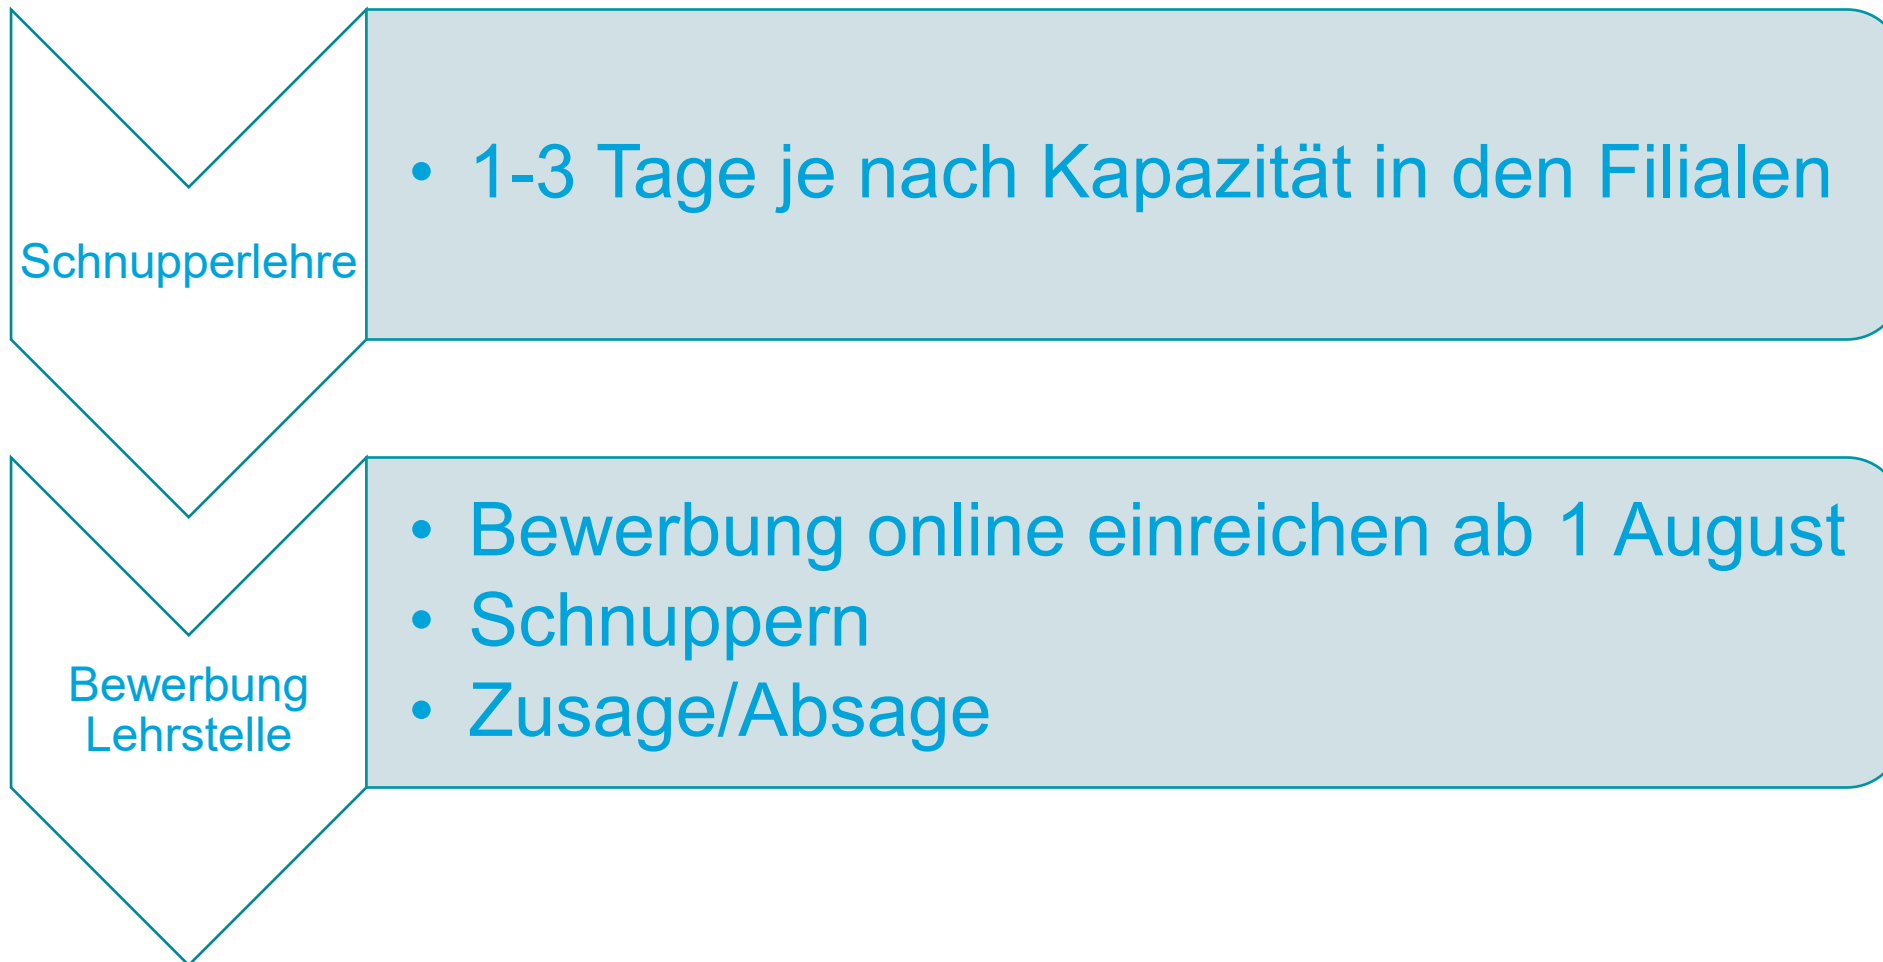 Schnupperlehre
• 1-3 Tage je nach Kapazität in den Filialen
Bewerbung
Lehrstelle
• Bewerbung online einreichen ab 1 August
• Schnuppern
• Zusage/Absage